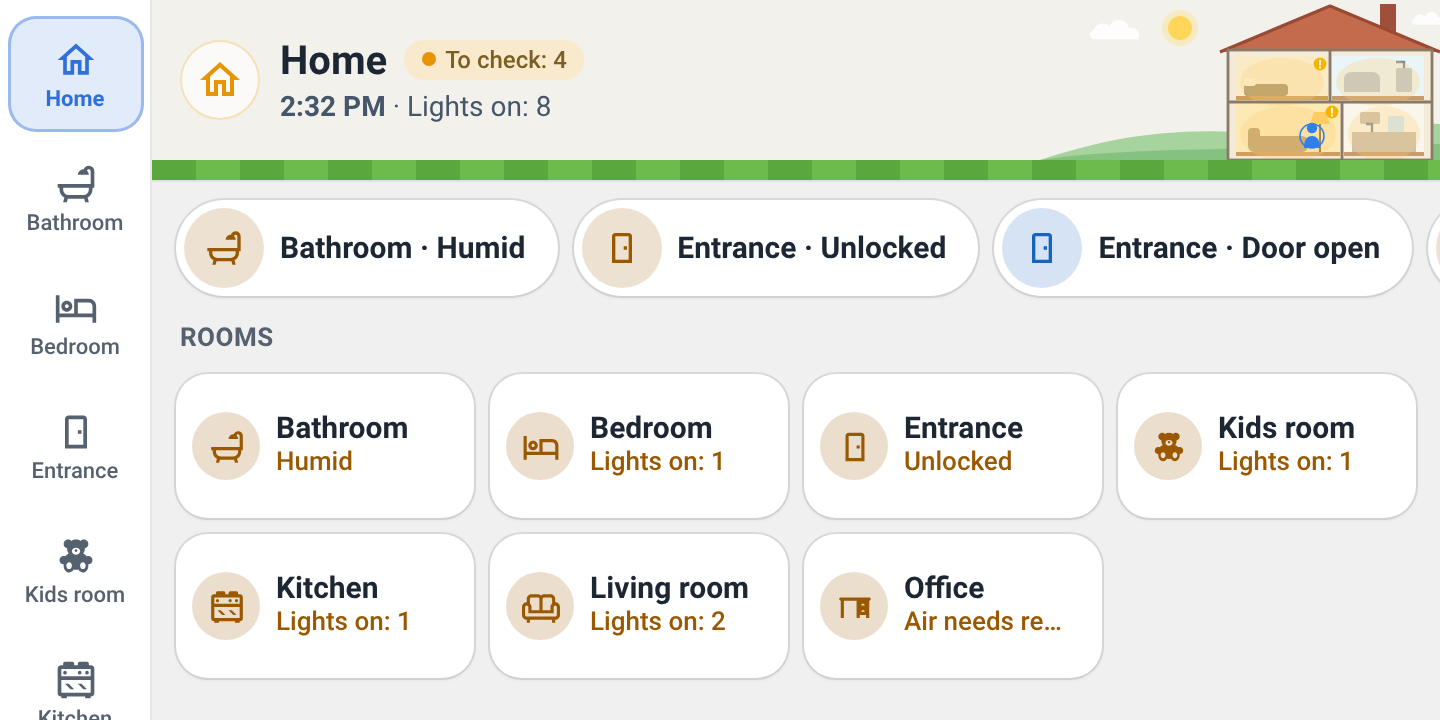 Home
Bathroom
Bedroom
Entrance
Kids room
Kitchen
Home
To check: 4
2:32 PM · Lights on: 8
Bathroom · Humid
Entrance · Unlocked
Entrance · Door open
ROOMS
Bathroom
Humid
Bedroom
Lights on: 1
Entrance
Unlocked
Kids room
Lights on: 1
Kitchen
Lights on: 1
Living room
Lights on: 2
Office
Air needs re...